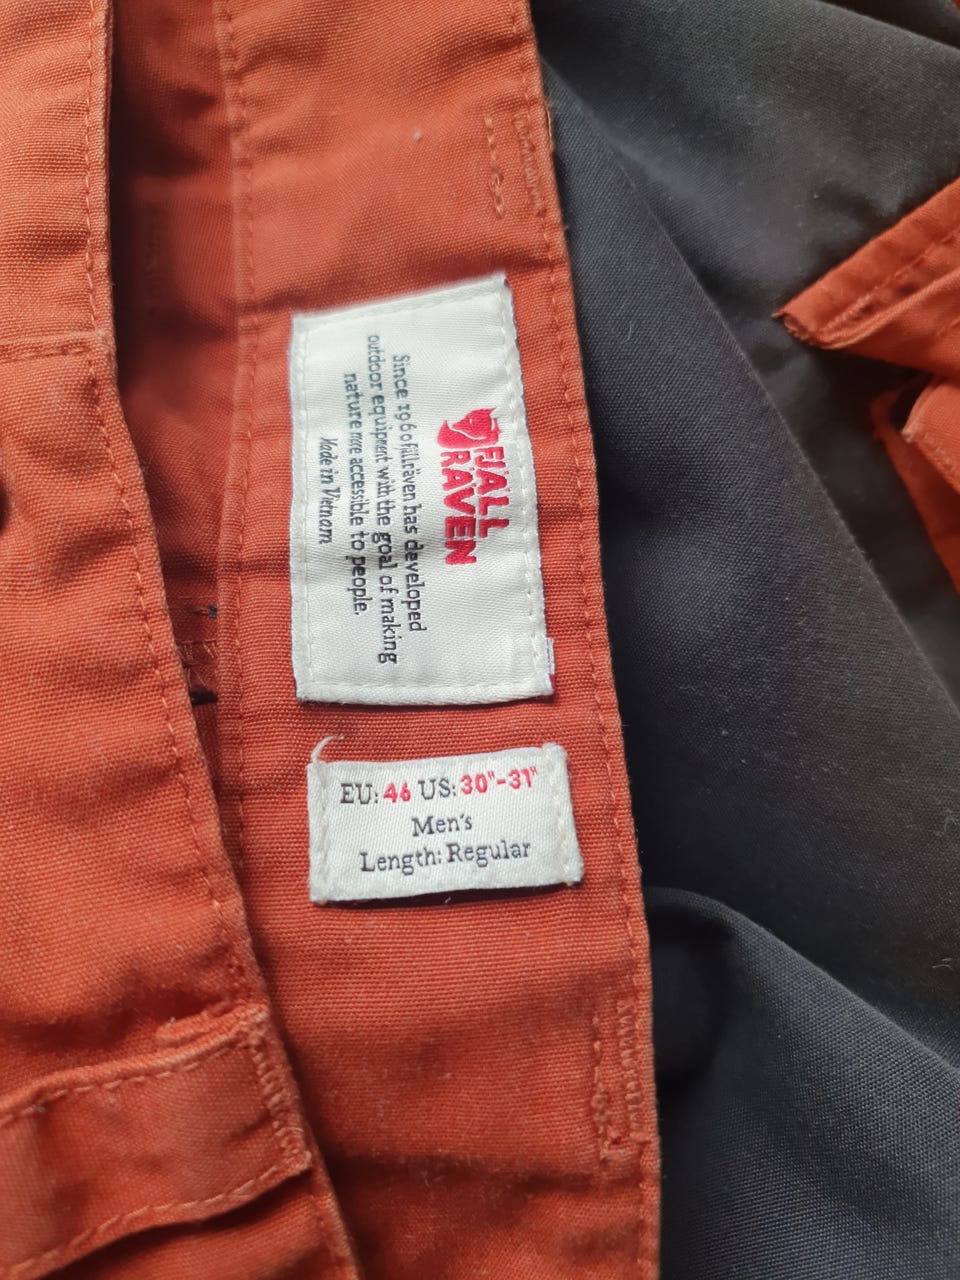 FJÄLL
RÄVEN
Since 1960 Fjällräven has developed
outdoor equipment with the goal of making
nature more accessible to people.
Made in Vietnam
EU: 46 US: 30"-31"
Men's
Length: Regular